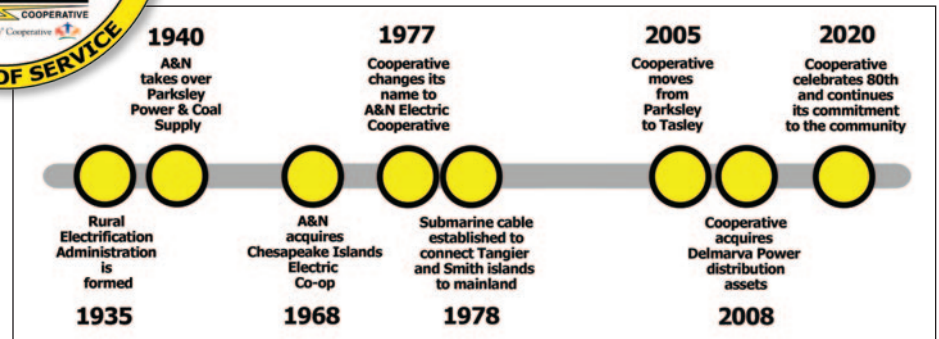 COOPERATIVE
Cooperative
OF SERVICE
1940
A&N
takes over
Parksley
Power & Coal
Supply
1977
Cooperative
changes its
name to
A&N Electric
Cooperative
2005
Cooperative
moves
from
Parksley
to Tasley
2020
Cooperative
celebrates 80th
and continues
its commitment
to the community
Rural
Electrification
Administration
is
formed
1935
A&N
acquires
Chesapeake Islands
Electric
Co-op
1968
Submarine cable
established to
connect Tangier
and Smith islands
to mainland
1978
Cooperative
acquires
Delmarva Power
distribution
assets
2008